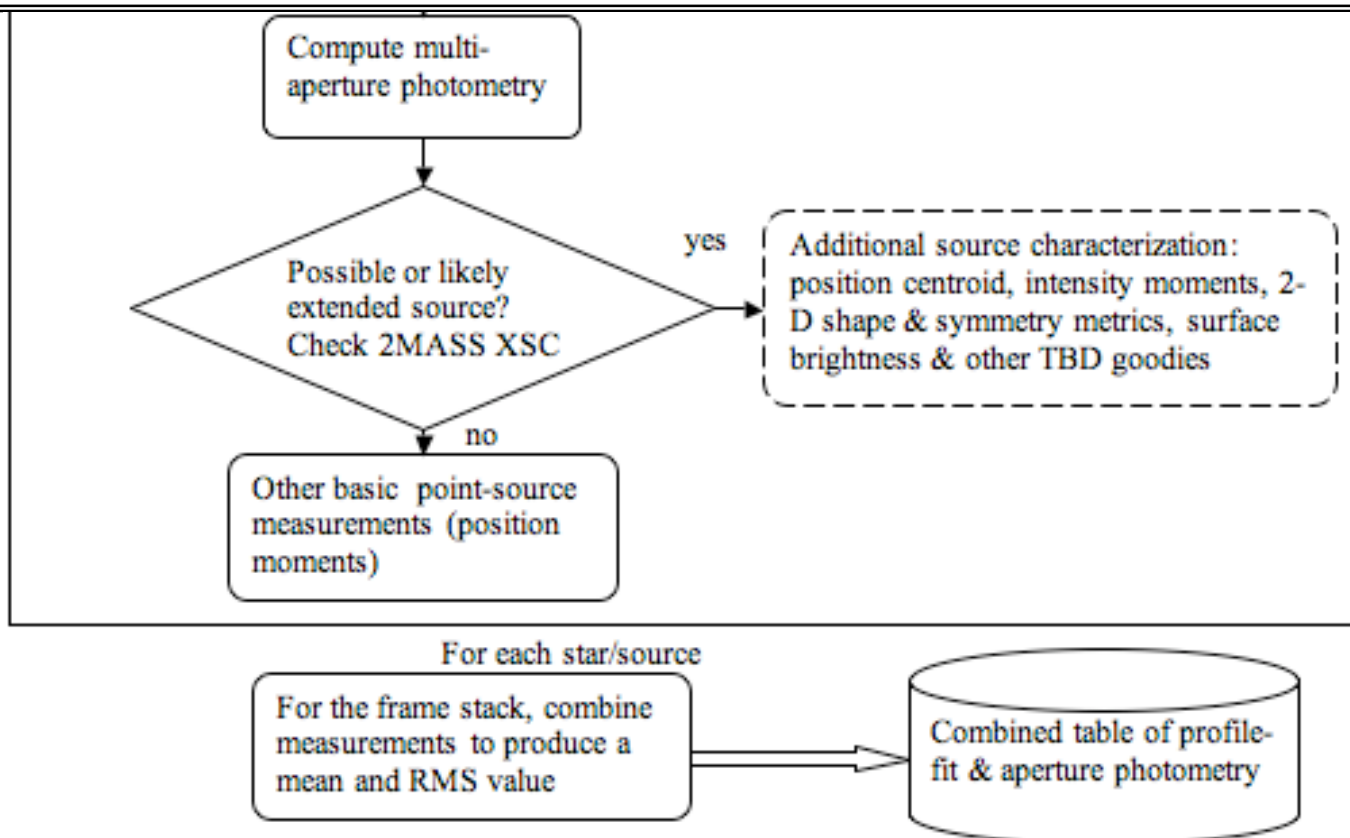 Compute multi-
aperture photometry
Possible or likely
extended source?
Check 2MASS XSC
yes
Additional source characterization:
position centroid, intensity moments, 2-
D shape & symmetry metrics, surface
brightness & other TBD goodies
no
Other basic point-source
measurements (position
moments)
For each star/source
For the frame stack, combine
measurements to produce a
mean and RMS value
Combined table of profile-
fit & aperture photometry